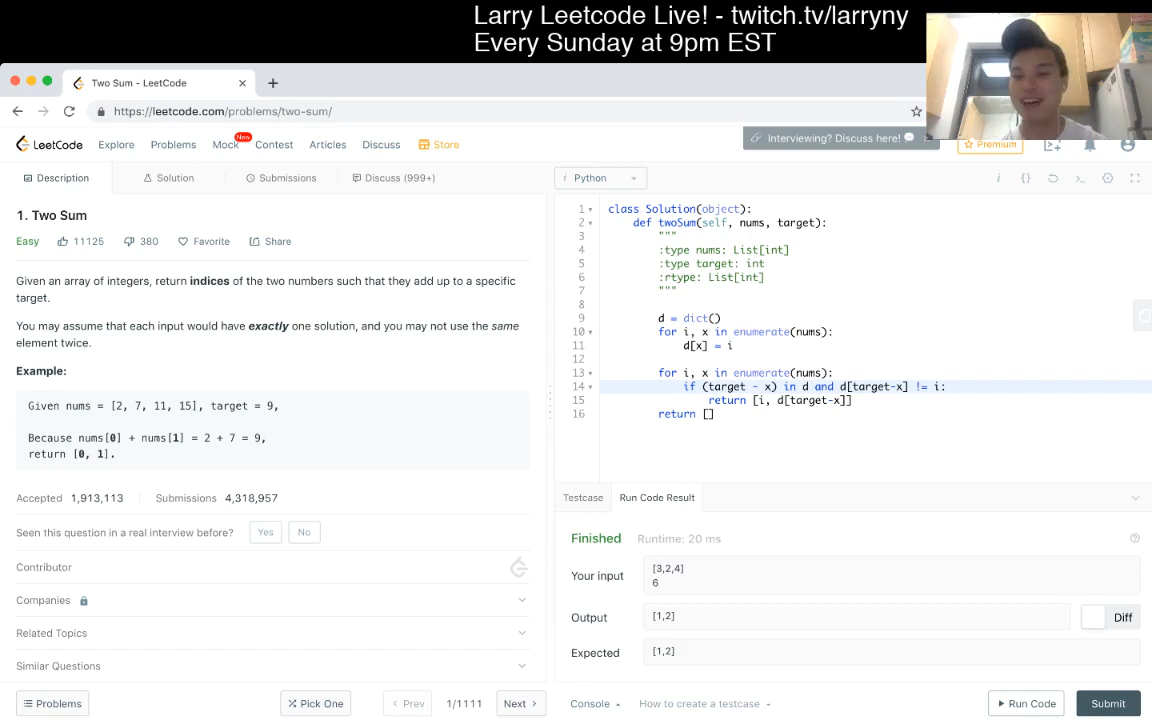 Larry Leetcode Live! - twitch.tv/larryny
Every Sunday at 9pm EST
Two Sum - LeetCode
https://leetcode.com/problems/two-sum/
LeetCode Explore Problems Mock New Contest Articles Discuss Store
Interviewing? Discuss here!
Premium
Description Solution Submissions Discuss (999+)
1. Two Sum
Easy 11125 380 Favorite Share
Given an array of integers, return indices of the two numbers such that they add up to a specific
target.
You may assume that each input would have exactly one solution, and you may not use the same
element twice.
Example:
Given nums = [2, 7, 11, 15], target = 9,
Because nums[0] + nums[1] = 2 + 7 = 9,
return [0, 1].
Accepted 1,913,113 Submissions 4,318,957
Seen this question in a real interview before? Yes No
Contributor
Companies
Related Topics
Similar Questions
Problems Pick One Prev 1/1111 Next
i Python
1 class Solution(object):
2 def twoSum(self, nums, target):
3 """
4 :type nums: List[int]
5 :type target: int
6 :rtype: List[int]
7 """
8
9 d = dict()
10 for i, x in enumerate(nums):
11 d[x] = i
12
13 for i, x in enumerate(nums):
14 if (target - x) in d and d[target-x] != i:
15 return [i, d[target-x]]
16 return []
Testcase Run Code Result
Finished Runtime: 20 ms
Your input
[3,2,4]
6
Output [1,2] Diff
Expected [1,2]
Console How to create a testcase Run Code Submit